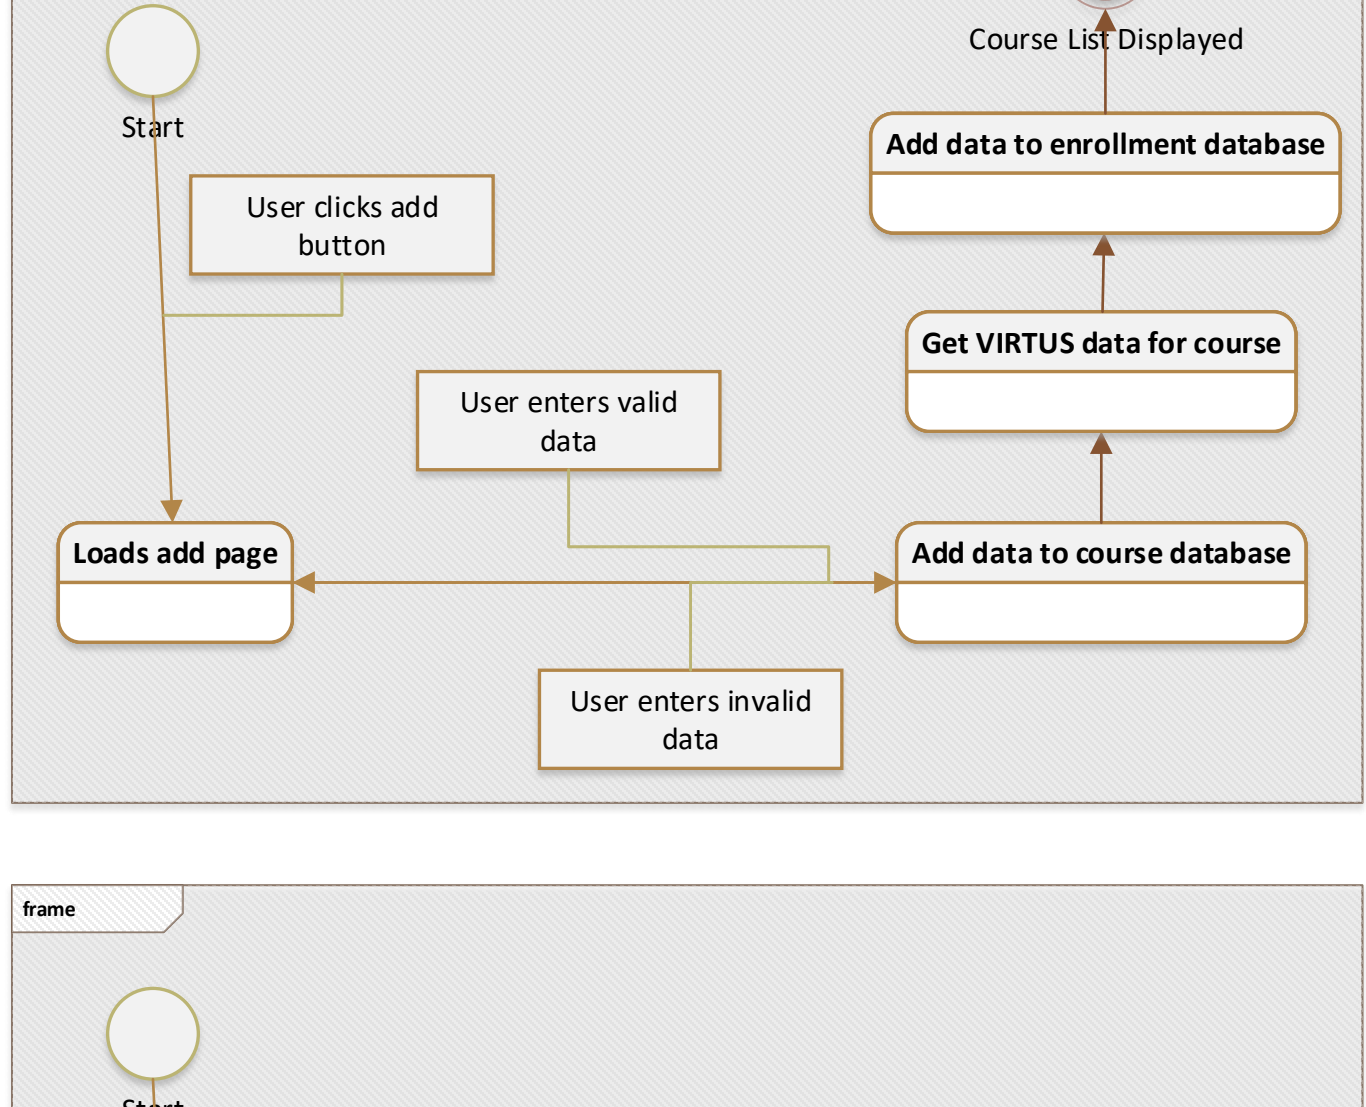 Course List Displayed
Start
Add data to enrollment database
User clicks add
button
Get VIRTUS data for course
User enters valid
data
Loads add page
Add data to course database
User enters invalid
data
frame
Start